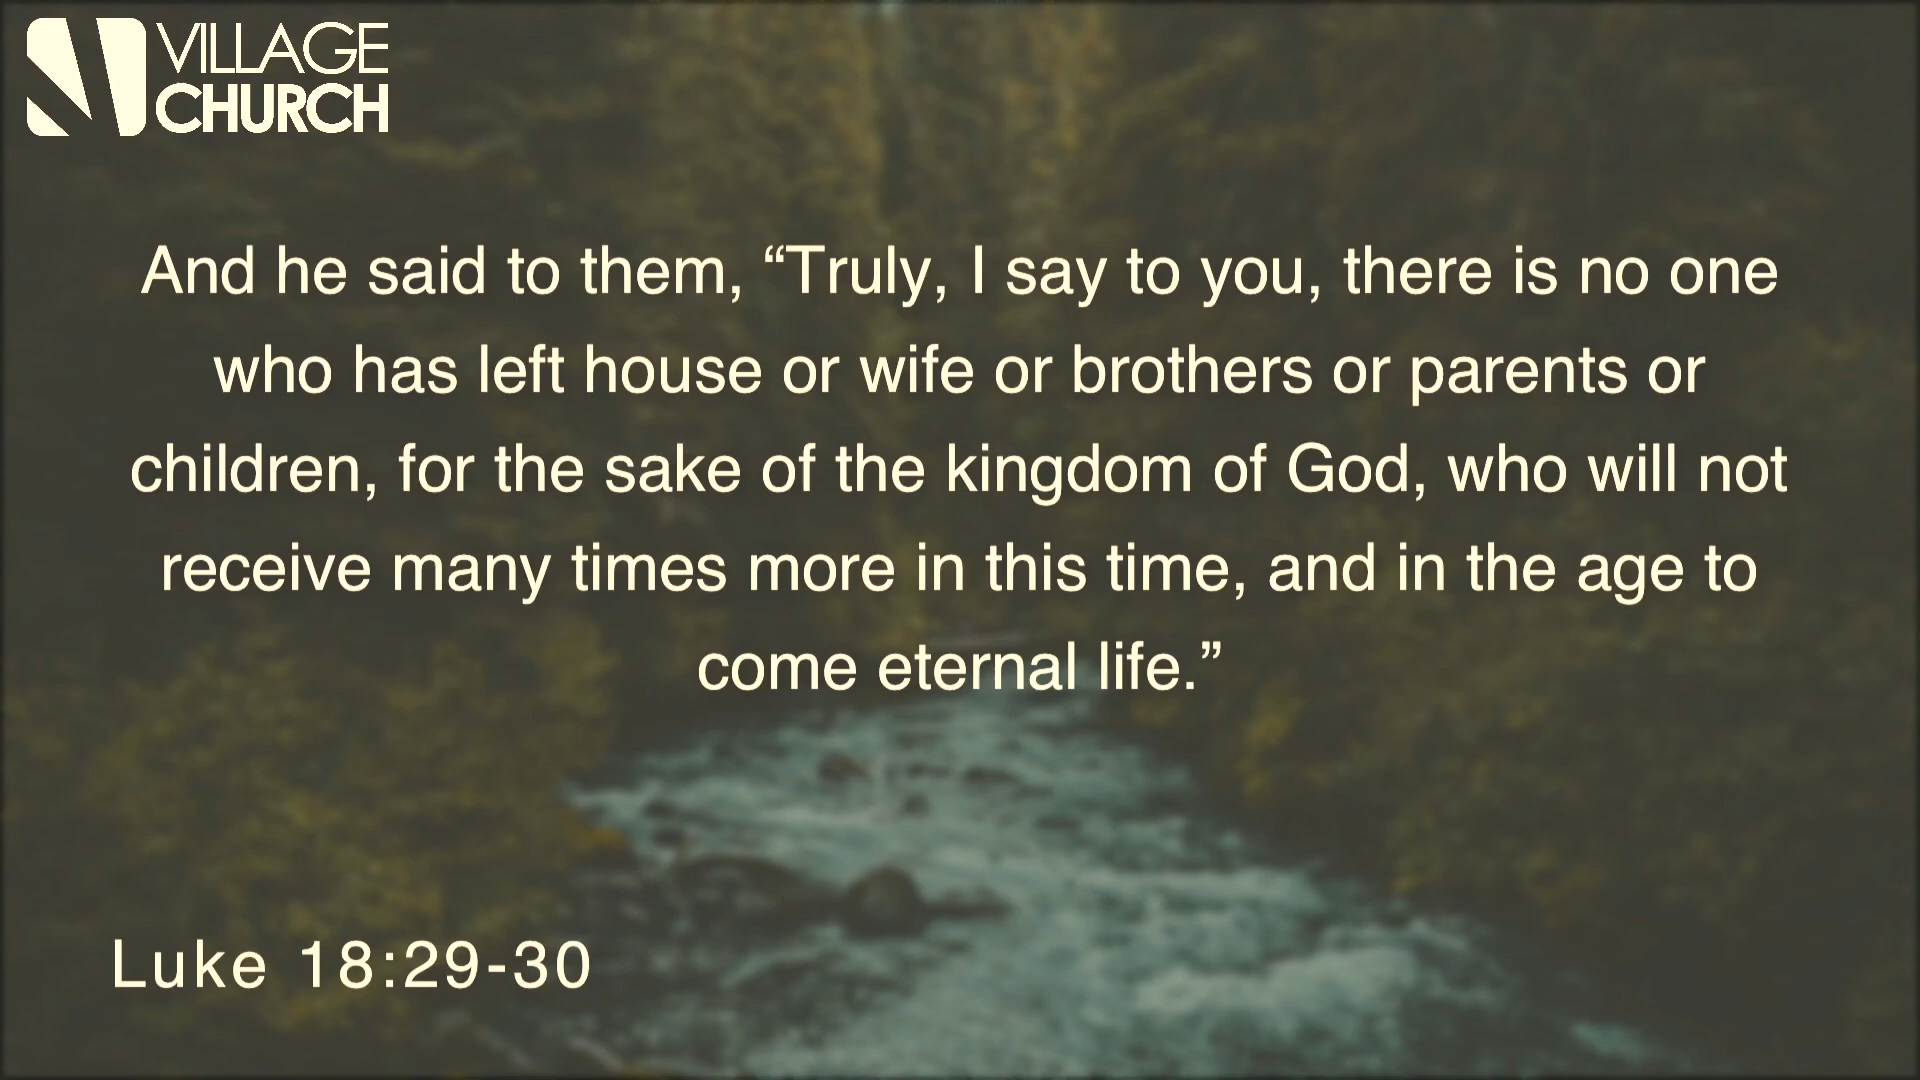 VILLAGE
CHURCH
And he said to them, “Truly, I say to you, there is no one
who has left house or wife or brothers or parents or
children, for the sake of the kingdom of God, who will not
receive many times more in this time, and in the age to
come eternal life.”
Luke 18:29-30